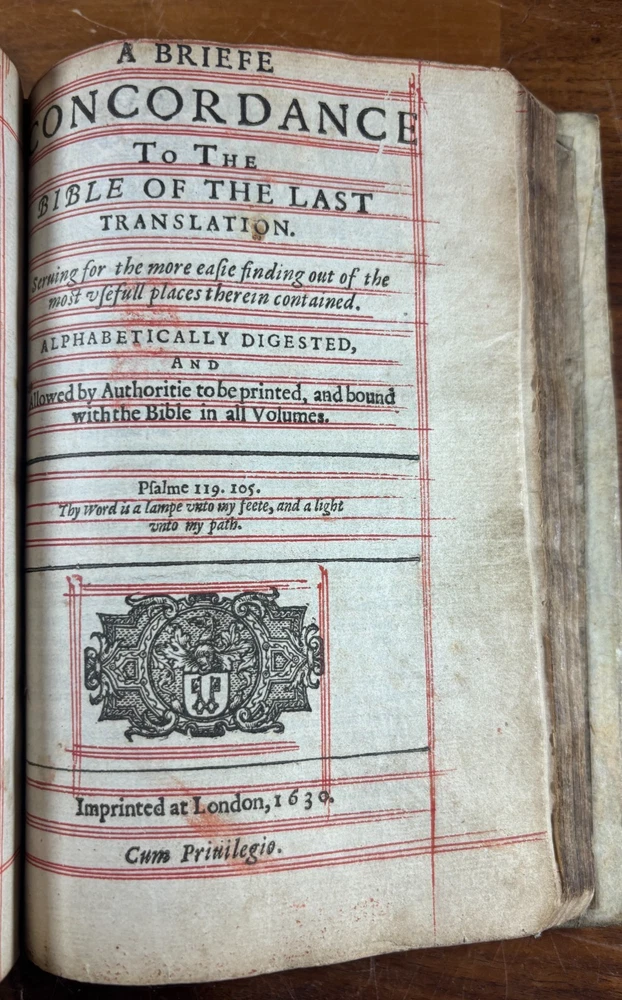 A BRIEFE
CONCORDANCE
TO THE
BIBLE OF THE LAST
TRANSLATION.
Seruing for the more eaſie finding out of the
most vſefull places therein contained.
ALPHABETICALLY DIGESTED,
AND
Allowed by Authoritie to be printed, and bound
with the Bible in all Volumes.
Pſalme 119. 105.
Thy Word is a lampe vnto my feete, and a light
vnto my path.
Imprinted at London, 1630.
Cum Priuilegio.